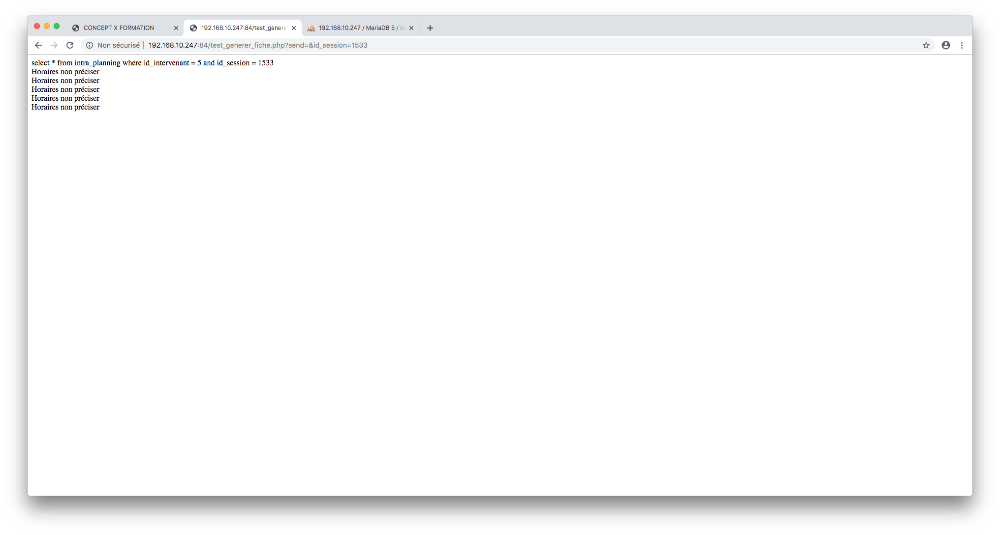 CONCEPT X FORMATION
192.168.10.247:84/test_genere
PMA
192.168.10.247 / MariaDB 5 / le
Non sécurisé
192.168.10.247:84/test_generer_fiche.php?send=&id_session=1533
select * from intra_planning where id_intervenant = 5 and id_session = 1533
Horaires non préciser
Horaires non préciser
Horaires non préciser
Horaires non préciser
Horaires non préciser